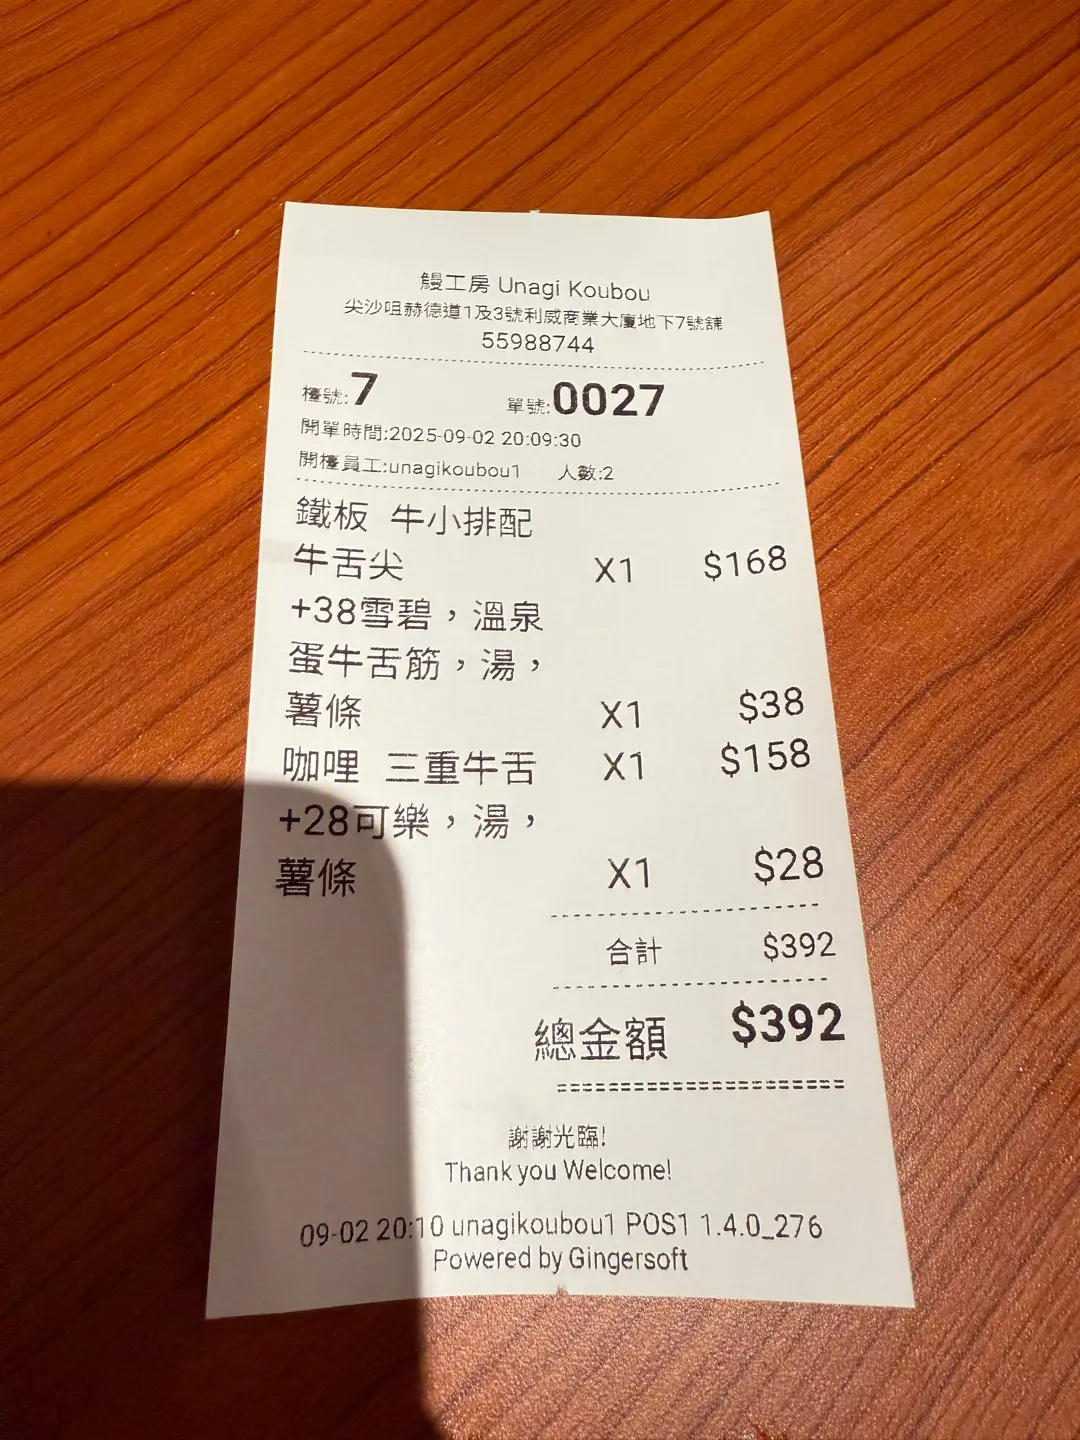 鰻工房 Unagi Koubou
尖沙咀赫德道1及3號利威商業大廈地下7號舖
55988744
檯號:7 單號:0027
開單時間:2025-09-02 20:09:30
開檯員工:unagikoubou1 人數:2
鐵板 牛小排配
牛舌尖 X1 $168
+38雪碧，溫泉
蛋牛舌筋，湯，
薯條 X1 $38
咖哩 三重牛舌 X1 $158
+28可樂，湯，
薯條 X1 $28
合計 $392
總金額 $392
======================
謝謝光臨!
Thank you Welcome!
09-02 20:10 unagikoubou1 POS1 1.4.0_276
Powered by Gingersoft